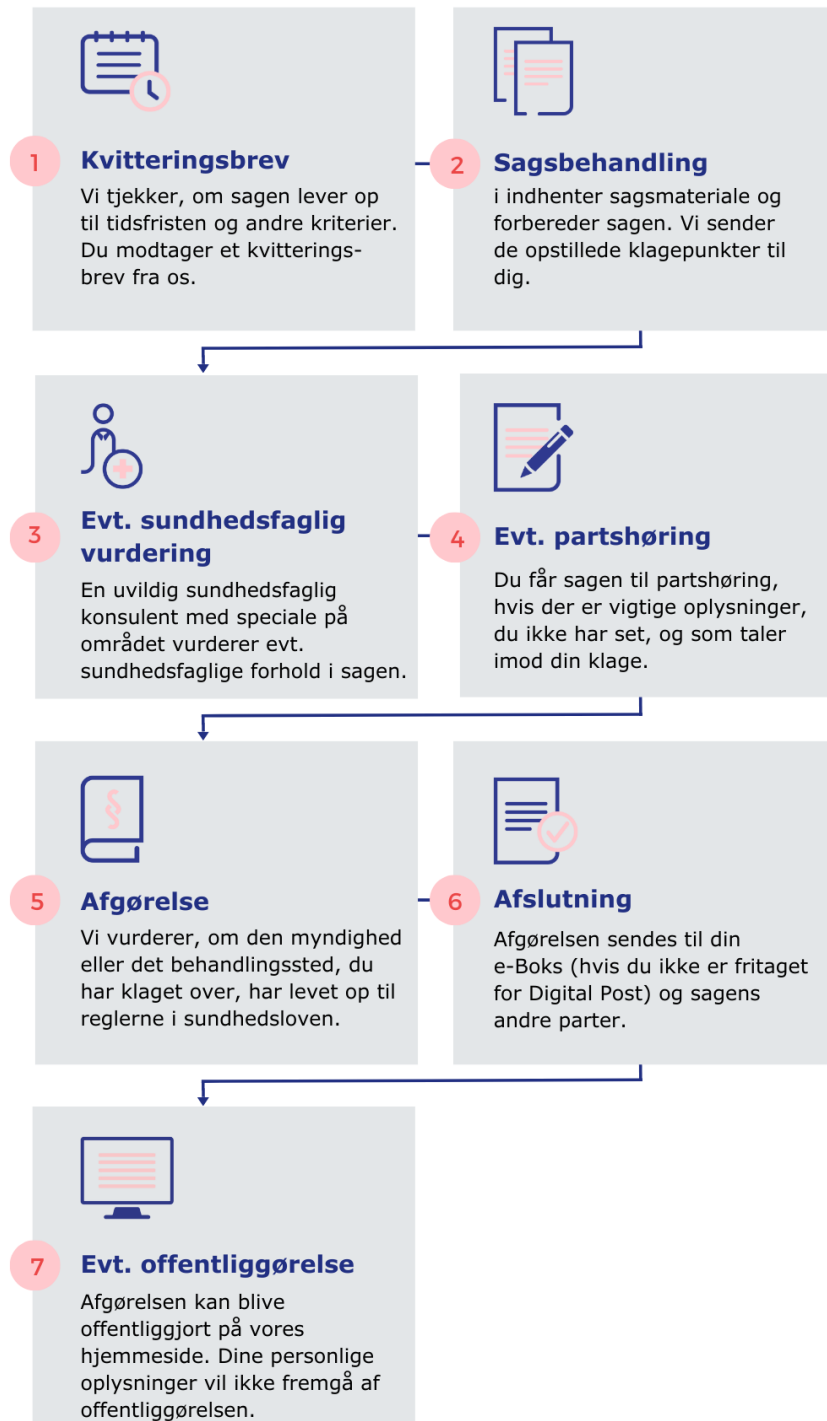 1
Kvitteringsbrev
Vi tjekker, om sagen lever op
til tidsfristen og andre kriterier.
Du modtager et kvitterings-
brev fra os.
2
Sagsbehandling
i indhenter sagsmateriale og
forbereder sagen. Vi sender
de opstillede klagepunkter til
dig.
3
Evt. sundhedsfaglig
vurdering
En uvildig sundhedsfaglig
konsulent med speciale på
området vurderer evt.
sundhedsfaglige forhold i sagen.
4
Evt. partshøring
Du får sagen til partshøring,
hvis der er vigtige oplysninger,
du ikke har set, og som taler
imod din klage.
§
5
Afgørelse
Vi vurderer, om den myndighed
eller det behandlingssted, du
har klaget over, har levet op til
reglerne i sundhedsloven.
6
Afslutning
Afgørelsen sendes til din
e-Boks (hvis du ikke er fritaget
for Digital Post) og sagens
andre parter.
7
Evt. offentliggørelse
Afgørelsen kan blive
offentliggjort på vores
hjemmeside. Dine personlige
oplysninger vil ikke fremgå af
offentliggørelsen.